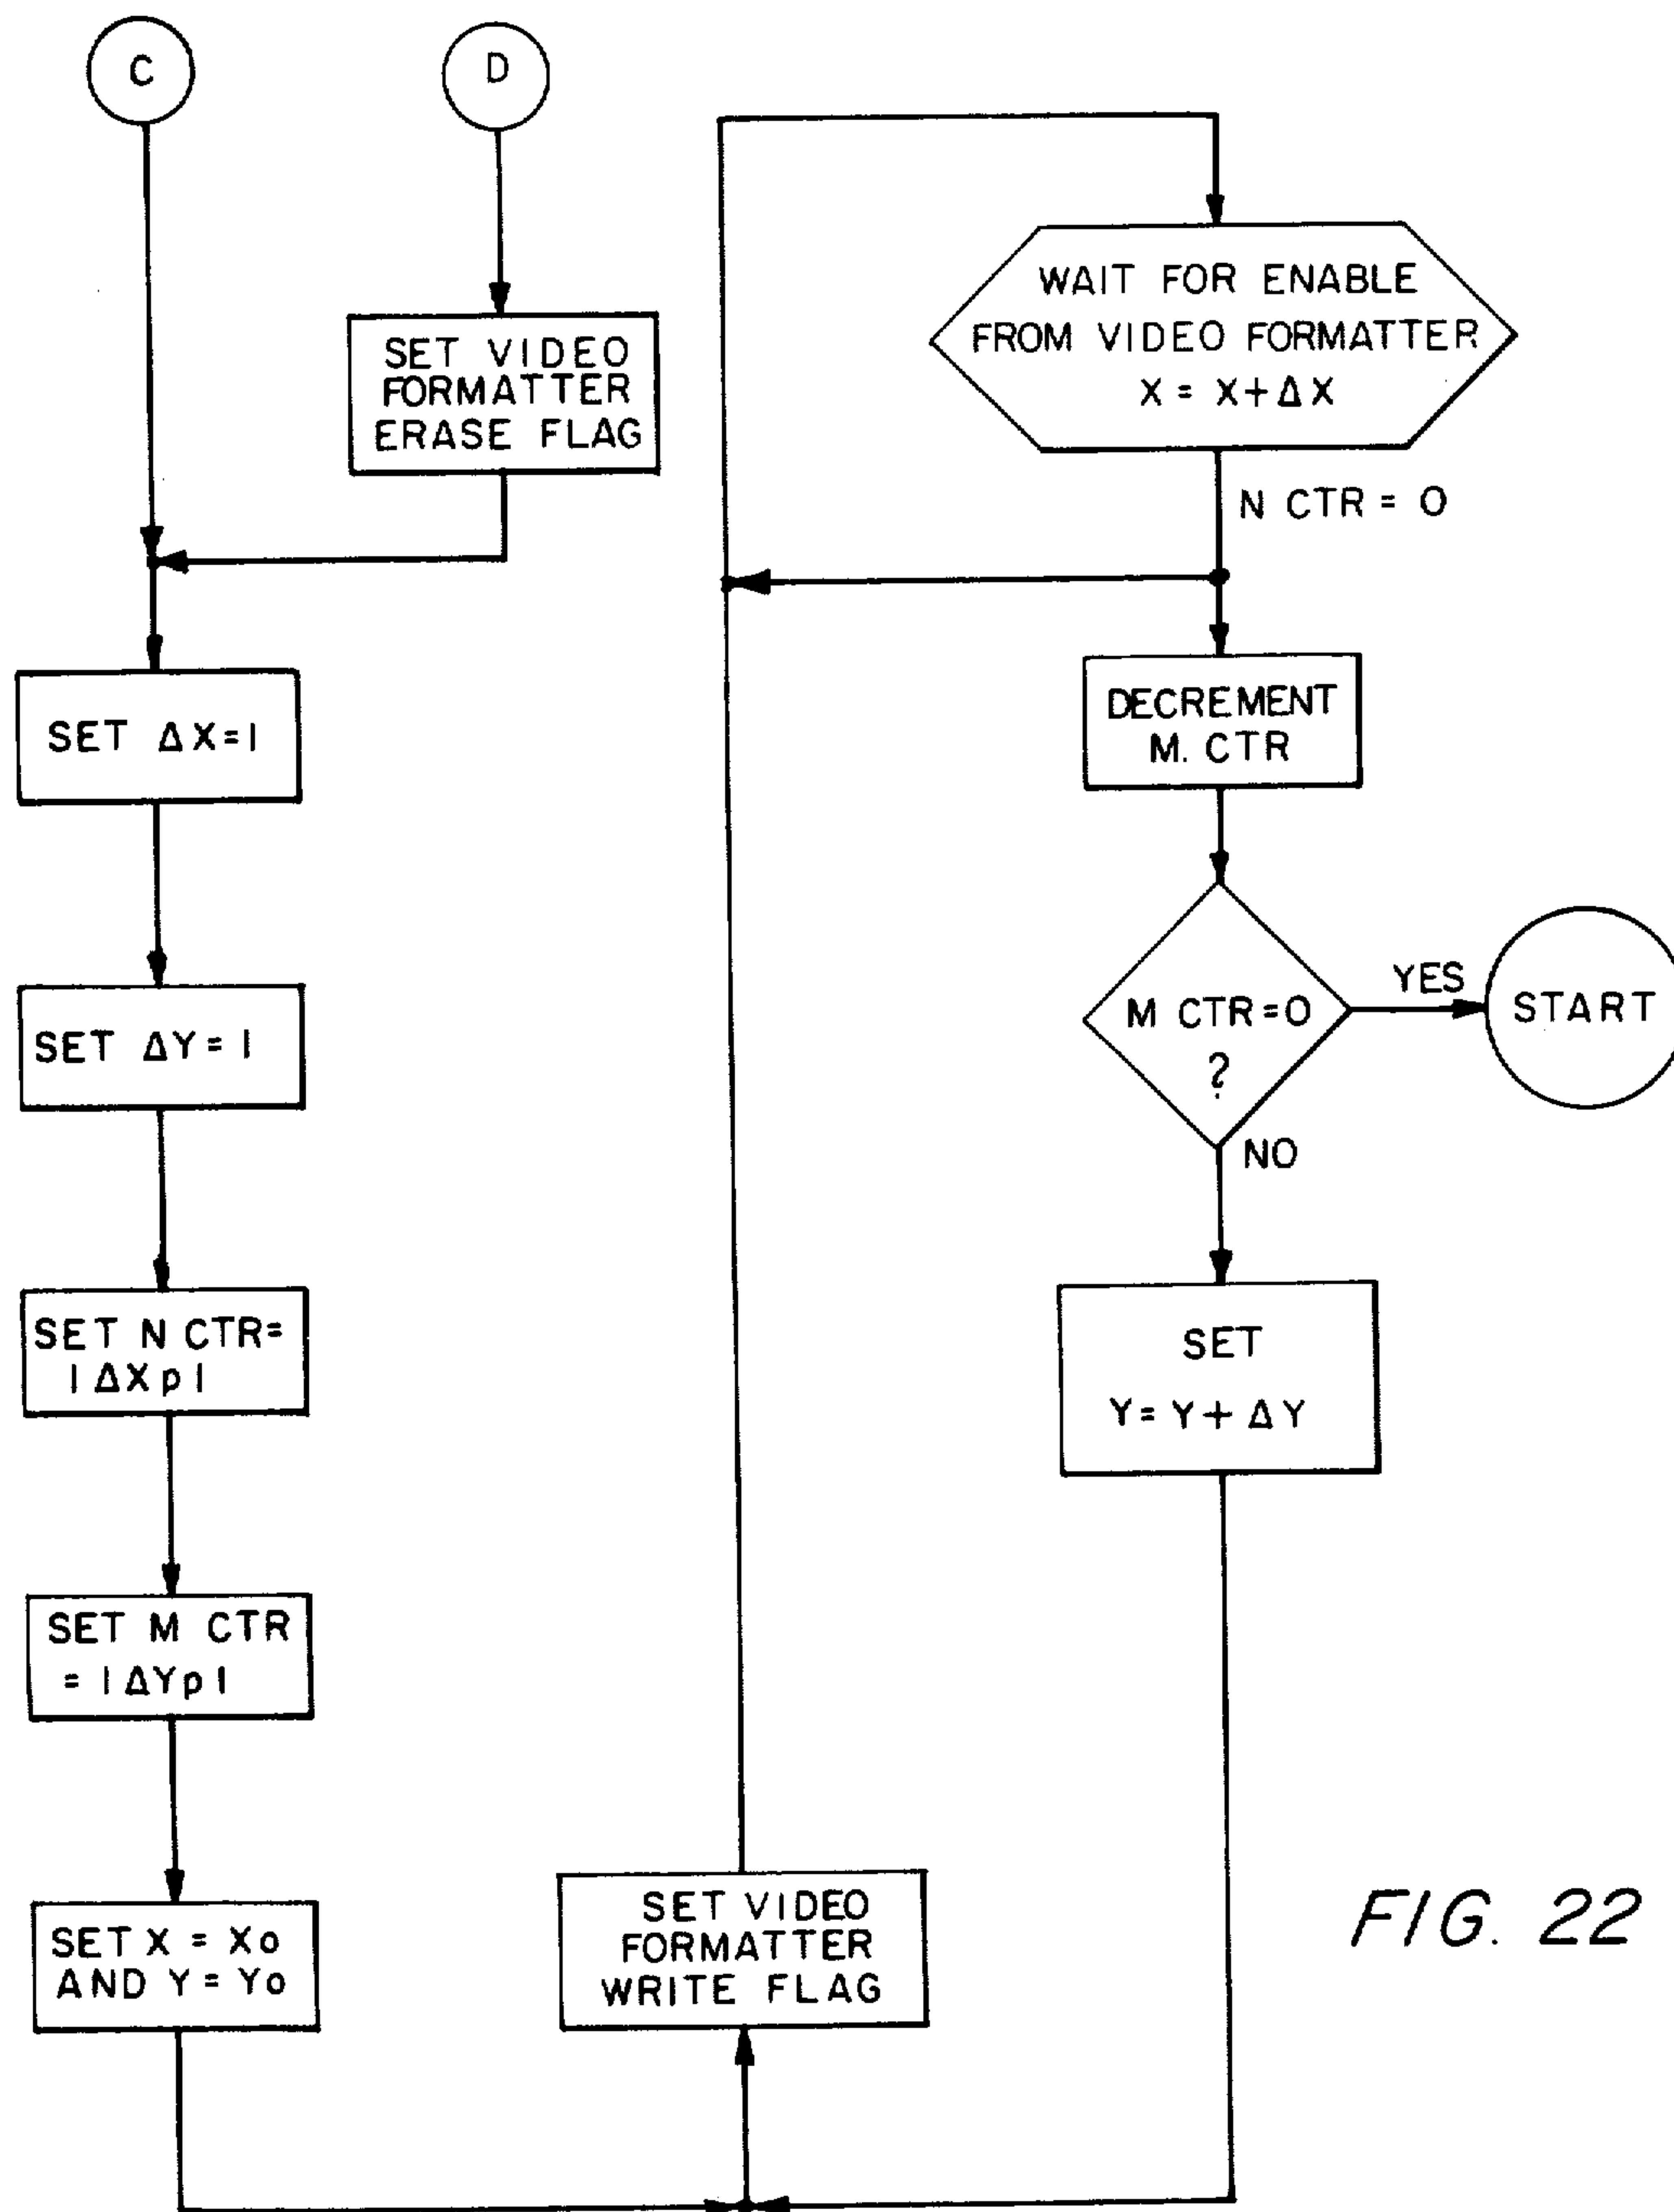 C
D
SET VIDEO
FORMATTER
ERASE FLAG
SET ΔX=1
SET ΔY=1
SET N CTR=
|ΔXp|
SET M CTR
=|ΔYp|
SET X = Xo
AND Y = Yo
SET VIDEO
FORMATTER
WRITE FLAG
WAIT FOR ENABLE
FROM VIDEO FORMATTER
X = X+ΔX
N CTR = 0
DECREMENT
M. CTR
M CTR=0
?
YES
START
NO
SET
Y=Y+ ΔY
FIG. 22